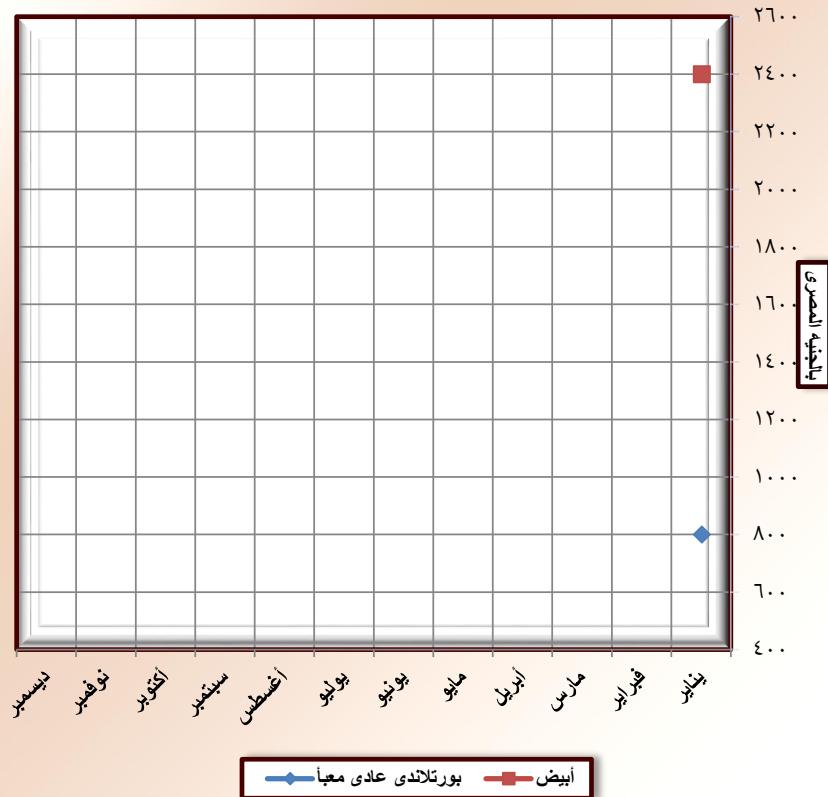 ٢٦٠٠
٢٤٠٠
٢٢٠٠
٢٠٠٠
١٨٠٠
١٦٠٠
١٤٠٠
١٢٠٠
١٠٠٠
٨٠٠
٦٠٠
٤٠٠
بالجنيه المصرى
يناير
فبراير
مارس
أبريل
مايو
يونيو
يوليو
أغسطس
سبتمبر
أكتوبر
نوفمبر
ديسمبر
أبيض
بورتلاندى عادى معبأ